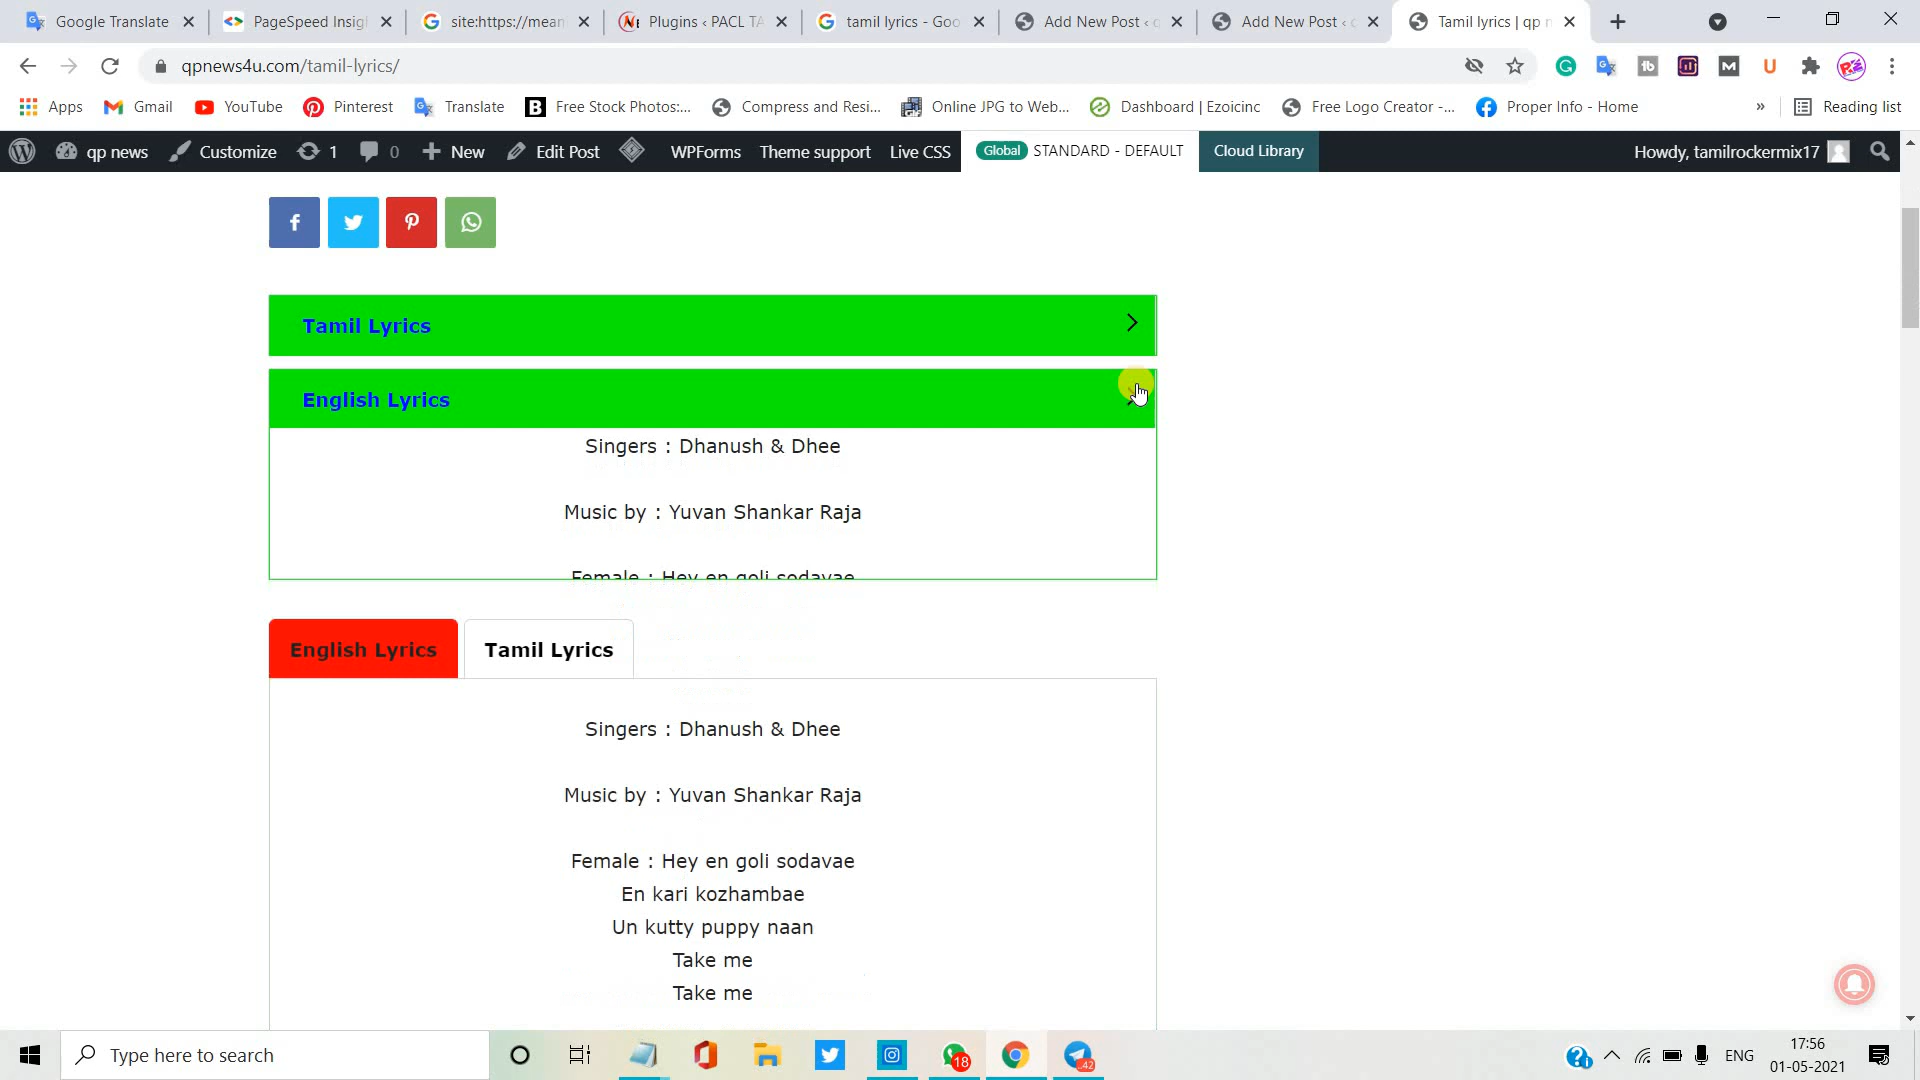 Google Translate
PageSpeed Insig
site:https://mean
Plugins ‹ PACL TA
tamil lyrics - Goo
Add New Post ‹ q
Add New Post ‹ c
Tamil lyrics | qp n
qpnews4u.com/tamil-lyrics/
Apps
Gmail
YouTube
Pinterest
Translate
Free Stock Photos:...
Compress and Resi...
Online JPG to Web...
Dashboard | Ezoicinc
Free Logo Creator -...
Proper Info - Home
»
Reading list
qp news
Customize
1
0
New
Edit Post
WPForms
Theme support
Live CSS
Global
STANDARD - DEFAULT
Cloud Library
Howdy, tamilrockermix17
Tamil Lyrics
English Lyrics
Singers : Dhanush & Dhee
Music by : Yuvan Shankar Raja
Female : Hey en goli sodavae
English Lyrics
Tamil Lyrics
Singers : Dhanush & Dhee
Music by : Yuvan Shankar Raja
Female : Hey en goli sodavae
En kari kozhambae
Un kutty puppy naan
Take me
Take me
Type here to search
18
42
ENG
17:56
01-05-2021